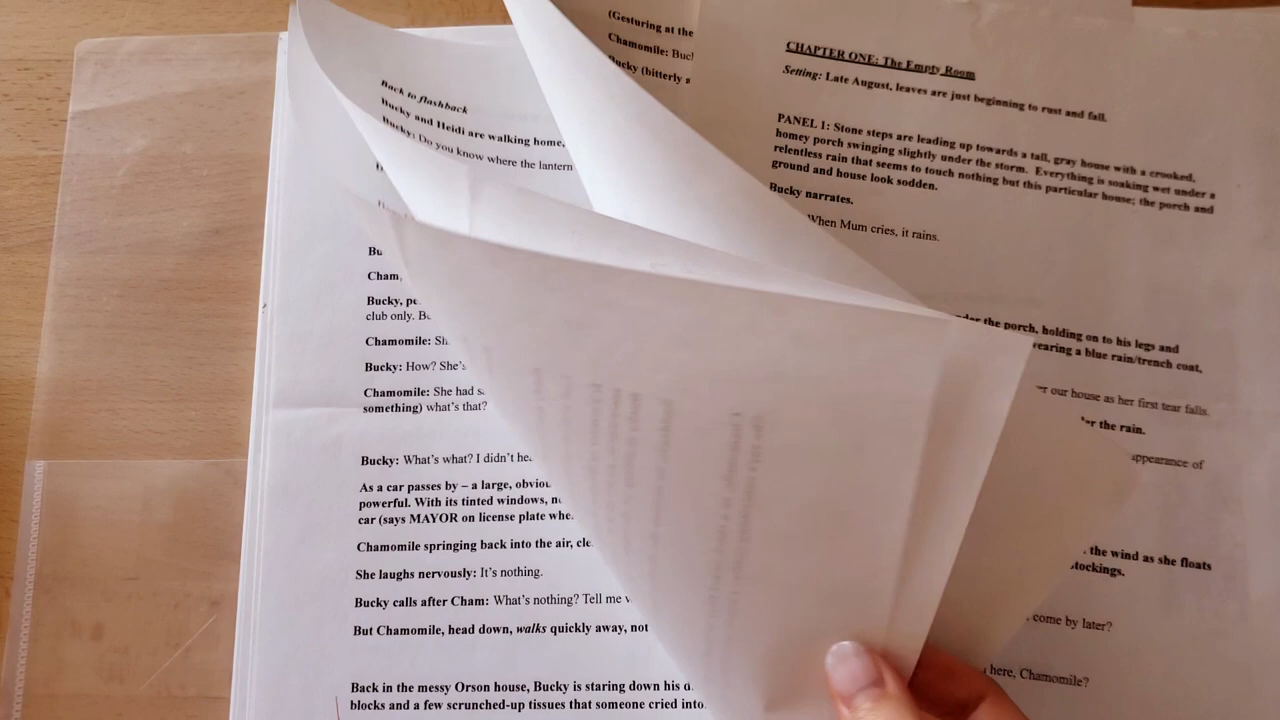 Back to flashback
Bucky and Heidi are walking home,
Bucky: Do you know where the lantern
Bu
Cham
Bucky, pe
club only. Bu
Chamomile: Sh
Bucky: How? She's
Chamomile: She had s
something) what's that?
Bucky: What's what? I didn't he
As a car passes by – a large, obviou
powerful. With its tinted windows, n
car (says MAYOR on license plate whe
Chamomile springing back into the air, cle
She laughs nervously: It's nothing.
Bucky calls after Cham: What's nothing? Tell me w
But Chamomile, head down, walks quickly away, not
Back in the messy Orson house, Bucky is staring down his d
blocks and a few scrunched-up tissues that someone cried into
(Gesturing at the
Chamomile: Buc
Bucky (bitterly a
CHAPTER ONE: The Empty Room
Setting: Late August, leaves are just beginning to rust and fall.
PANEL 1: Stone steps are leading up towards a tall, gray house with a crooked,
homey porch swinging slightly under the storm. Everything is soaking wet under a
relentless rain that seems to touch nothing but this particular house; the porch and
ground and house look sodden.
Bucky narrates.
When Mum cries, it rains.
der the porch, holding on to his legs and
earing a blue rain/trench coat,
r our house as her first tear falls.
er the rain.
appearance of
the wind as she floats
stockings.
come by later?
here, Chamomile?